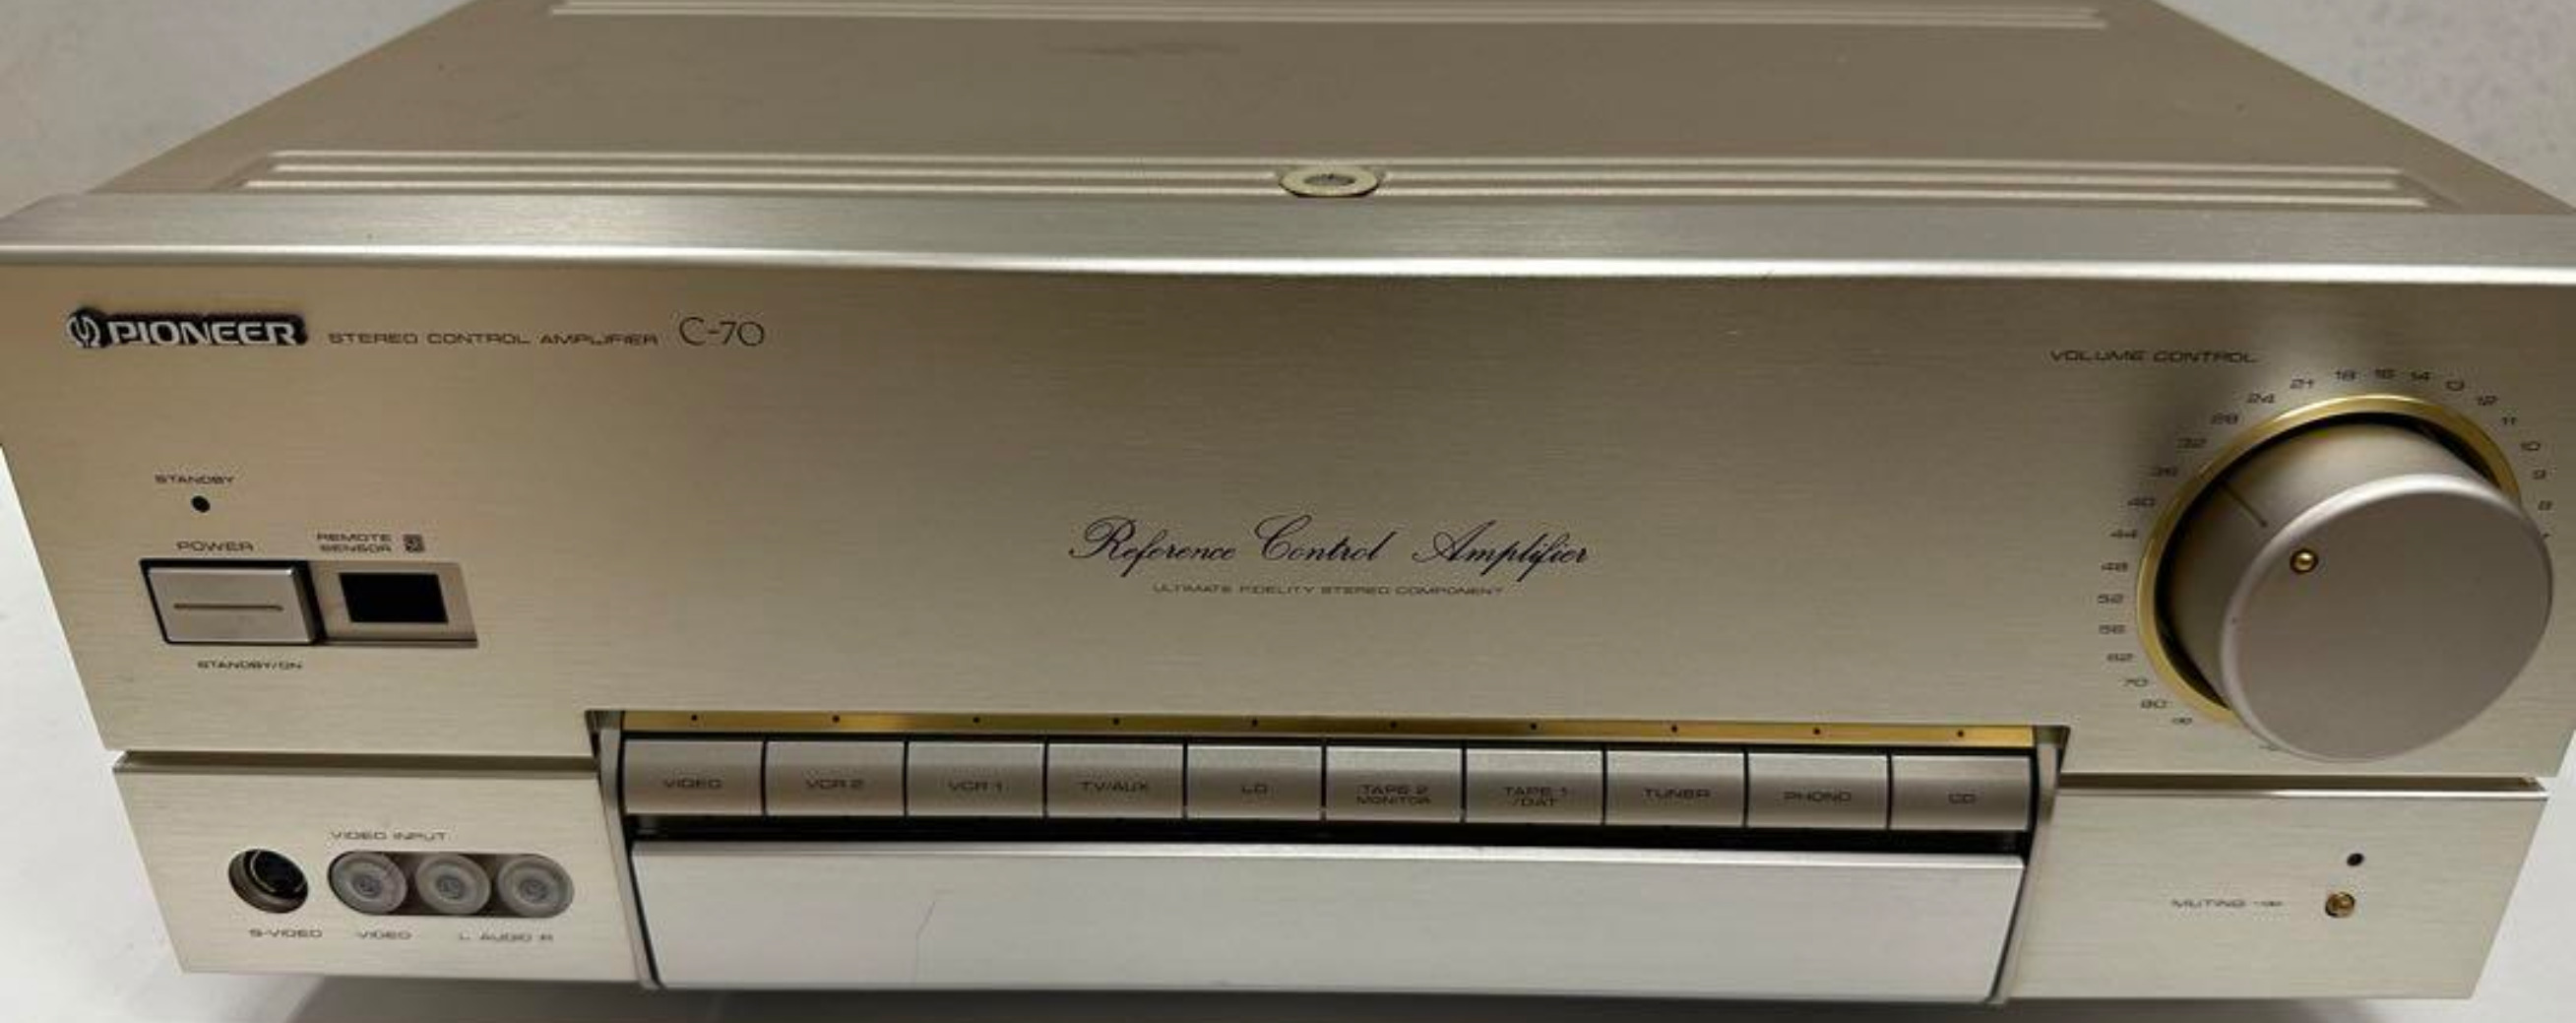 PIONEER STEREO CONTROL AMPLIFIER C-70
VOLUME CONTROL
21 18 16 14 13
24 12
28 11
32 10
36 9
40 8
44
48
52
56
62
70
80
∞
STANDBY
POWER
REMOTE
SENSOR
STANDBY/ON
Reference Control Amplifier
ULTIMATE FIDELITY STEREO COMPONENT
VIDEO
VCR 2
VCR 1
TV/AUX
LD
TAPE 2
MONITOR
TAPE 1
/DAT
TUNER
PHONO
CD
VIDEO INPUT
S-VIDEO VIDEO L AUDIO R
MUTING